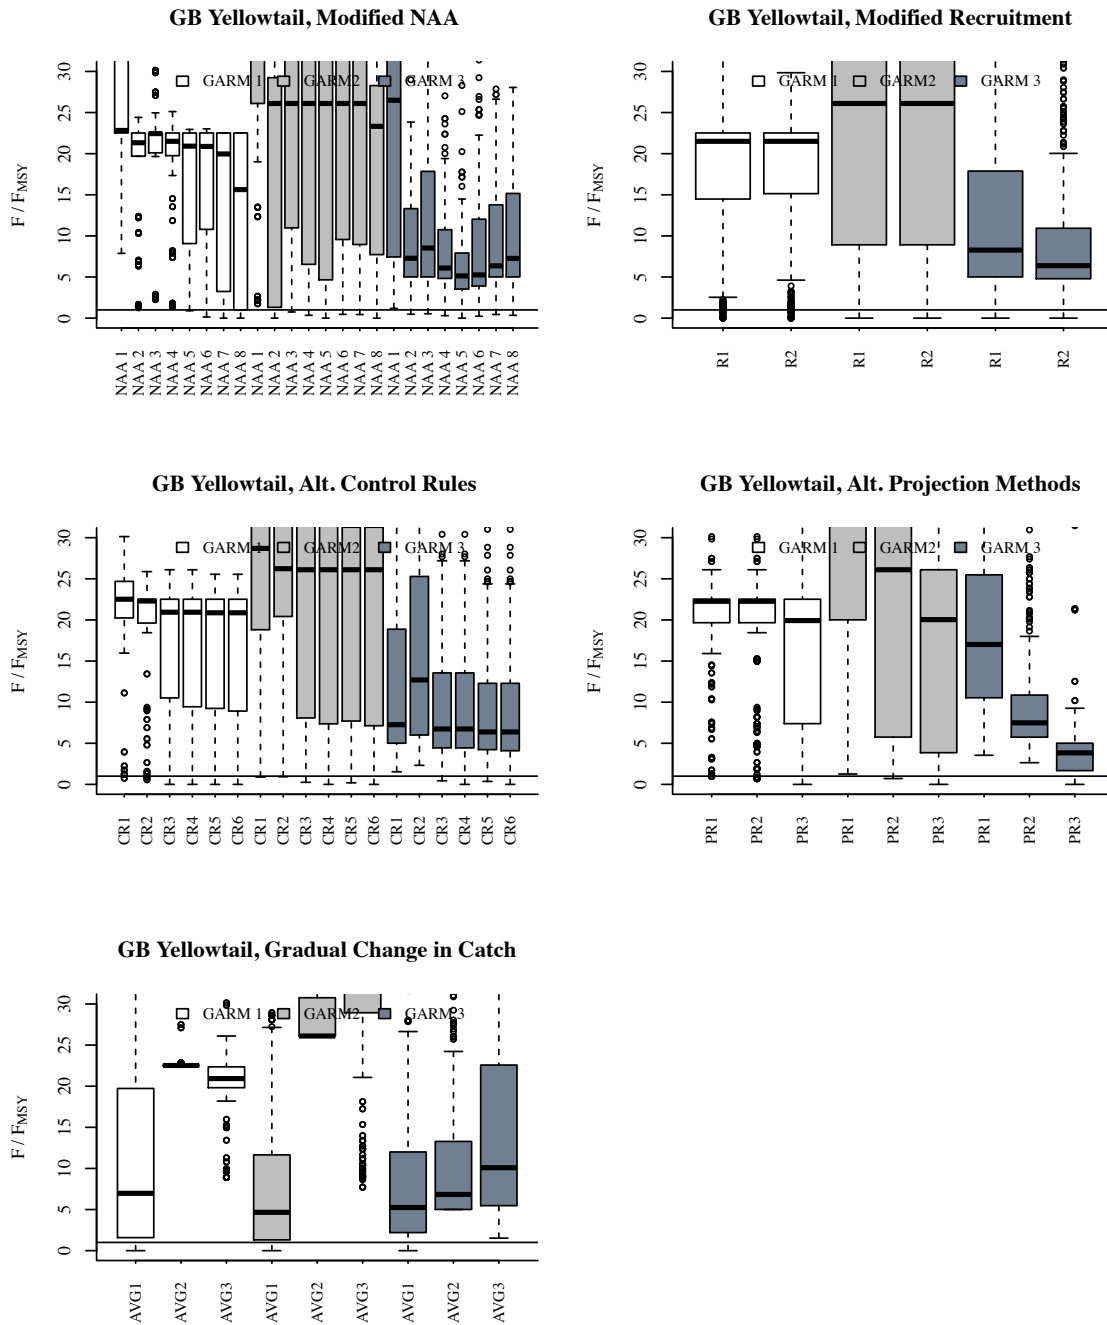 GB Yellowtail, Modified NAA
F / FMSY
30
25
20
15
10
5
0
GARM 1 GARM2 GARM 3
NAA 1 NAA 2 NAA 3 NAA 4 NAA 5 NAA 6 NAA 7 NAA 8 NAA 1 NAA 2 NAA 3 NAA 4 NAA 5 NAA 6 NAA 7 NAA 8 NAA 1 NAA 2 NAA 3 NAA 4 NAA 5 NAA 6 NAA 7 NAA 8
GB Yellowtail, Modified Recruitment
F / FMSY
30
25
20
15
10
5
0
GARM 1 GARM2 GARM 3
R1 R2 R1 R2 R1 R2
GB Yellowtail, Alt. Control Rules
F / FMSY
30
25
20
15
10
5
0
GARM 1 GARM2 GARM 3
CR1 CR2 CR3 CR4 CR5 CR6 CR1 CR2 CR3 CR4 CR5 CR6 CR1 CR2 CR3 CR4 CR5 CR6
GB Yellowtail, Alt. Projection Methods
F / FMSY
30
25
20
15
10
5
0
GARM 1 GARM2 GARM 3
PR1 PR2 PR3 PR1 PR2 PR3 PR1 PR2 PR3
GB Yellowtail, Gradual Change in Catch
F / FMSY
30
25
20
15
10
5
0
GARM 1 GARM2 GARM 3
AVG1 AVG2 AVG3 AVG1 AVG2 AVG3 AVG1 AVG2 AVG3